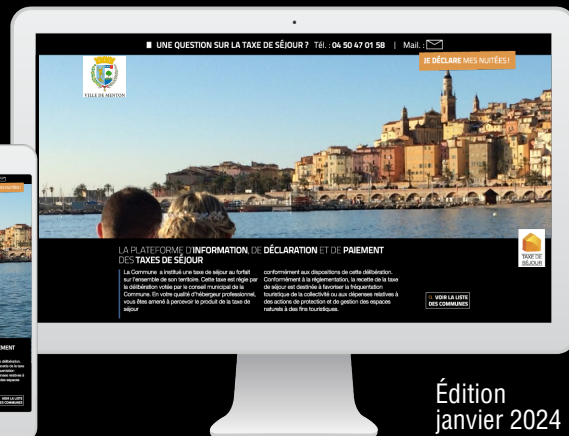 UNE QUESTION SUR LA TAXE DE SÉJOUR ? Tél. : 04 50 47 01 58 | Mail. :
JE DÉCLARE MES NUITÉES !
VILLE DE MENTON
LA PLATEFORME D'INFORMATION, DE DÉCLARATION ET DE PAIEMENT
DES TAXES DE SÉJOUR
La Commune a institué une taxe de séjour au forfait
sur l'ensemble de son territoire. Cette taxe est régie par
la délibération votée par le conseil municipal de la
Commune. En votre qualité d'hébergeur professionnel,
vous êtes amené à percevoir le produit de la taxe de
séjour
conformément aux dispositions de cette délibération.
Conformément à la réglementation, la recette de la taxe
de séjour est destinée à favoriser la fréquentation
touristique de la collectivité ou aux dépenses relatives à
des actions de protection et de gestion des espaces
naturels à des fins touristiques.
TAXE DE
SÉJOUR
VOIR LA LISTE
DES COMMUNES
Édition
janvier 2024